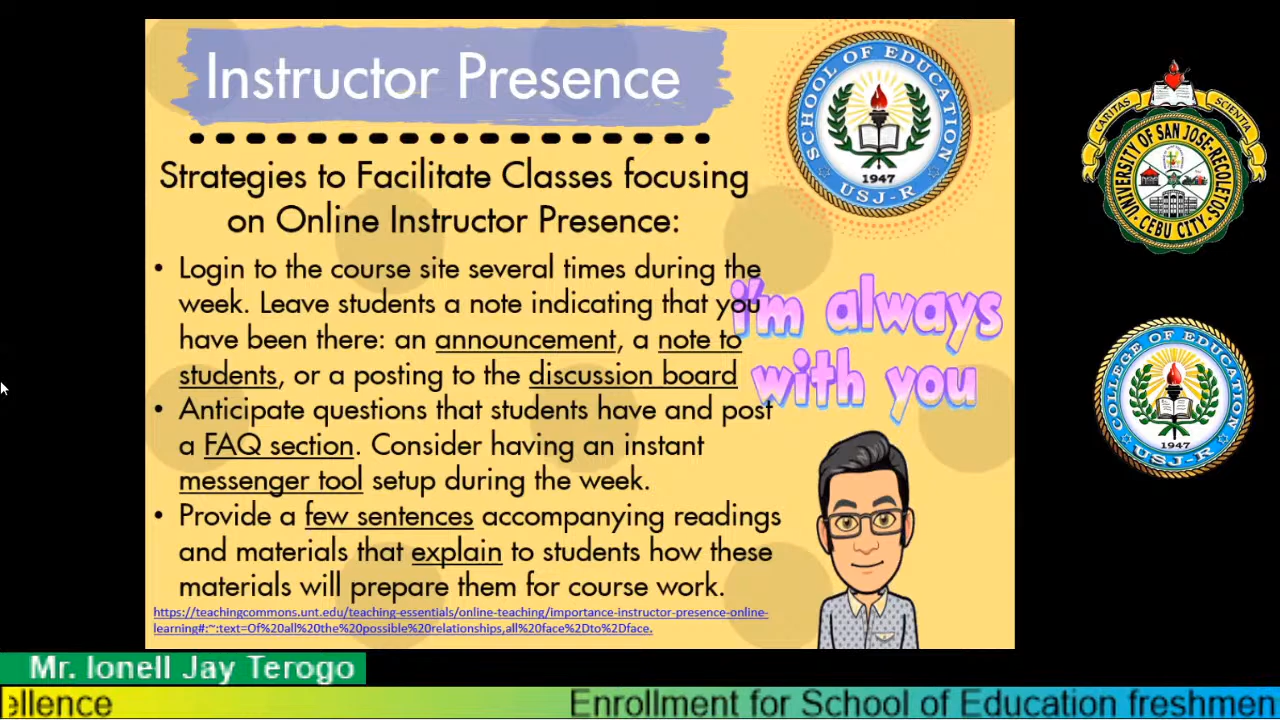 Instructor Presence
Strategies to Facilitate Classes focusing
on Online Instructor Presence:
• Login to the course site several times during the
week. Leave students a note indicating that you
have been there: an announcement, a note to
students, or a posting to the discussion board
• Anticipate questions that students have and post
a FAQ section. Consider having an instant
messenger tool setup during the week.
• Provide a few sentences accompanying readings
and materials that explain to students how these
materials will prepare them for course work.
https://teachingcommons.unt.edu/teaching-essentials/online-teaching/importance-instructor-presence-online-
learning#:~:text=Of%20all%20the%20possible%20relationships,all%20face%2Dto%2Dface.
SCHOOL OF EDUCATION
1947
USJ-R
i'm always
with you
CARITAS
SCIENTIA
UNIVERSITY OF SAN JOSE-RECOLETOS
CEBU CITY
COLLEGE OF EDUCATION
1947
USJ-R
Mr. Ionell Jay Terogo
ellence
Enrollment for School of Education freshmen